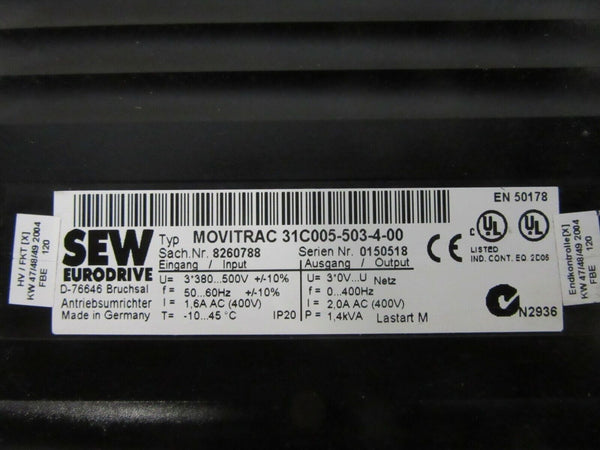 EN 50178
SEW
EURODRIVE
D-76646 Bruchsal
Antriebsumrichter
Made in Germany
Typ MOVITRAC 31C005-503-4-00
Sach.Nr. 8260788 Serien Nr. 0150518
Eingang / Input Ausgang / Output
U= 3*380...500V +/-10% U= 3*0V...U Netz
f = 50...60Hz +/-10% f = 0...400Hz
I = 1,6A AC (400V) I = 2,0A AC (400V)
T= -10...45 °C IP20 P = 1,4kVA Lastart M
CE
C UL UL
LISTED
IND. CONT. EQ. 2D06
N2936
HV / FKT [X]
KW 47/48/49 2004
FBE 120
Endkontrolle[X]
KW 47/48/49 2004
FBE 120